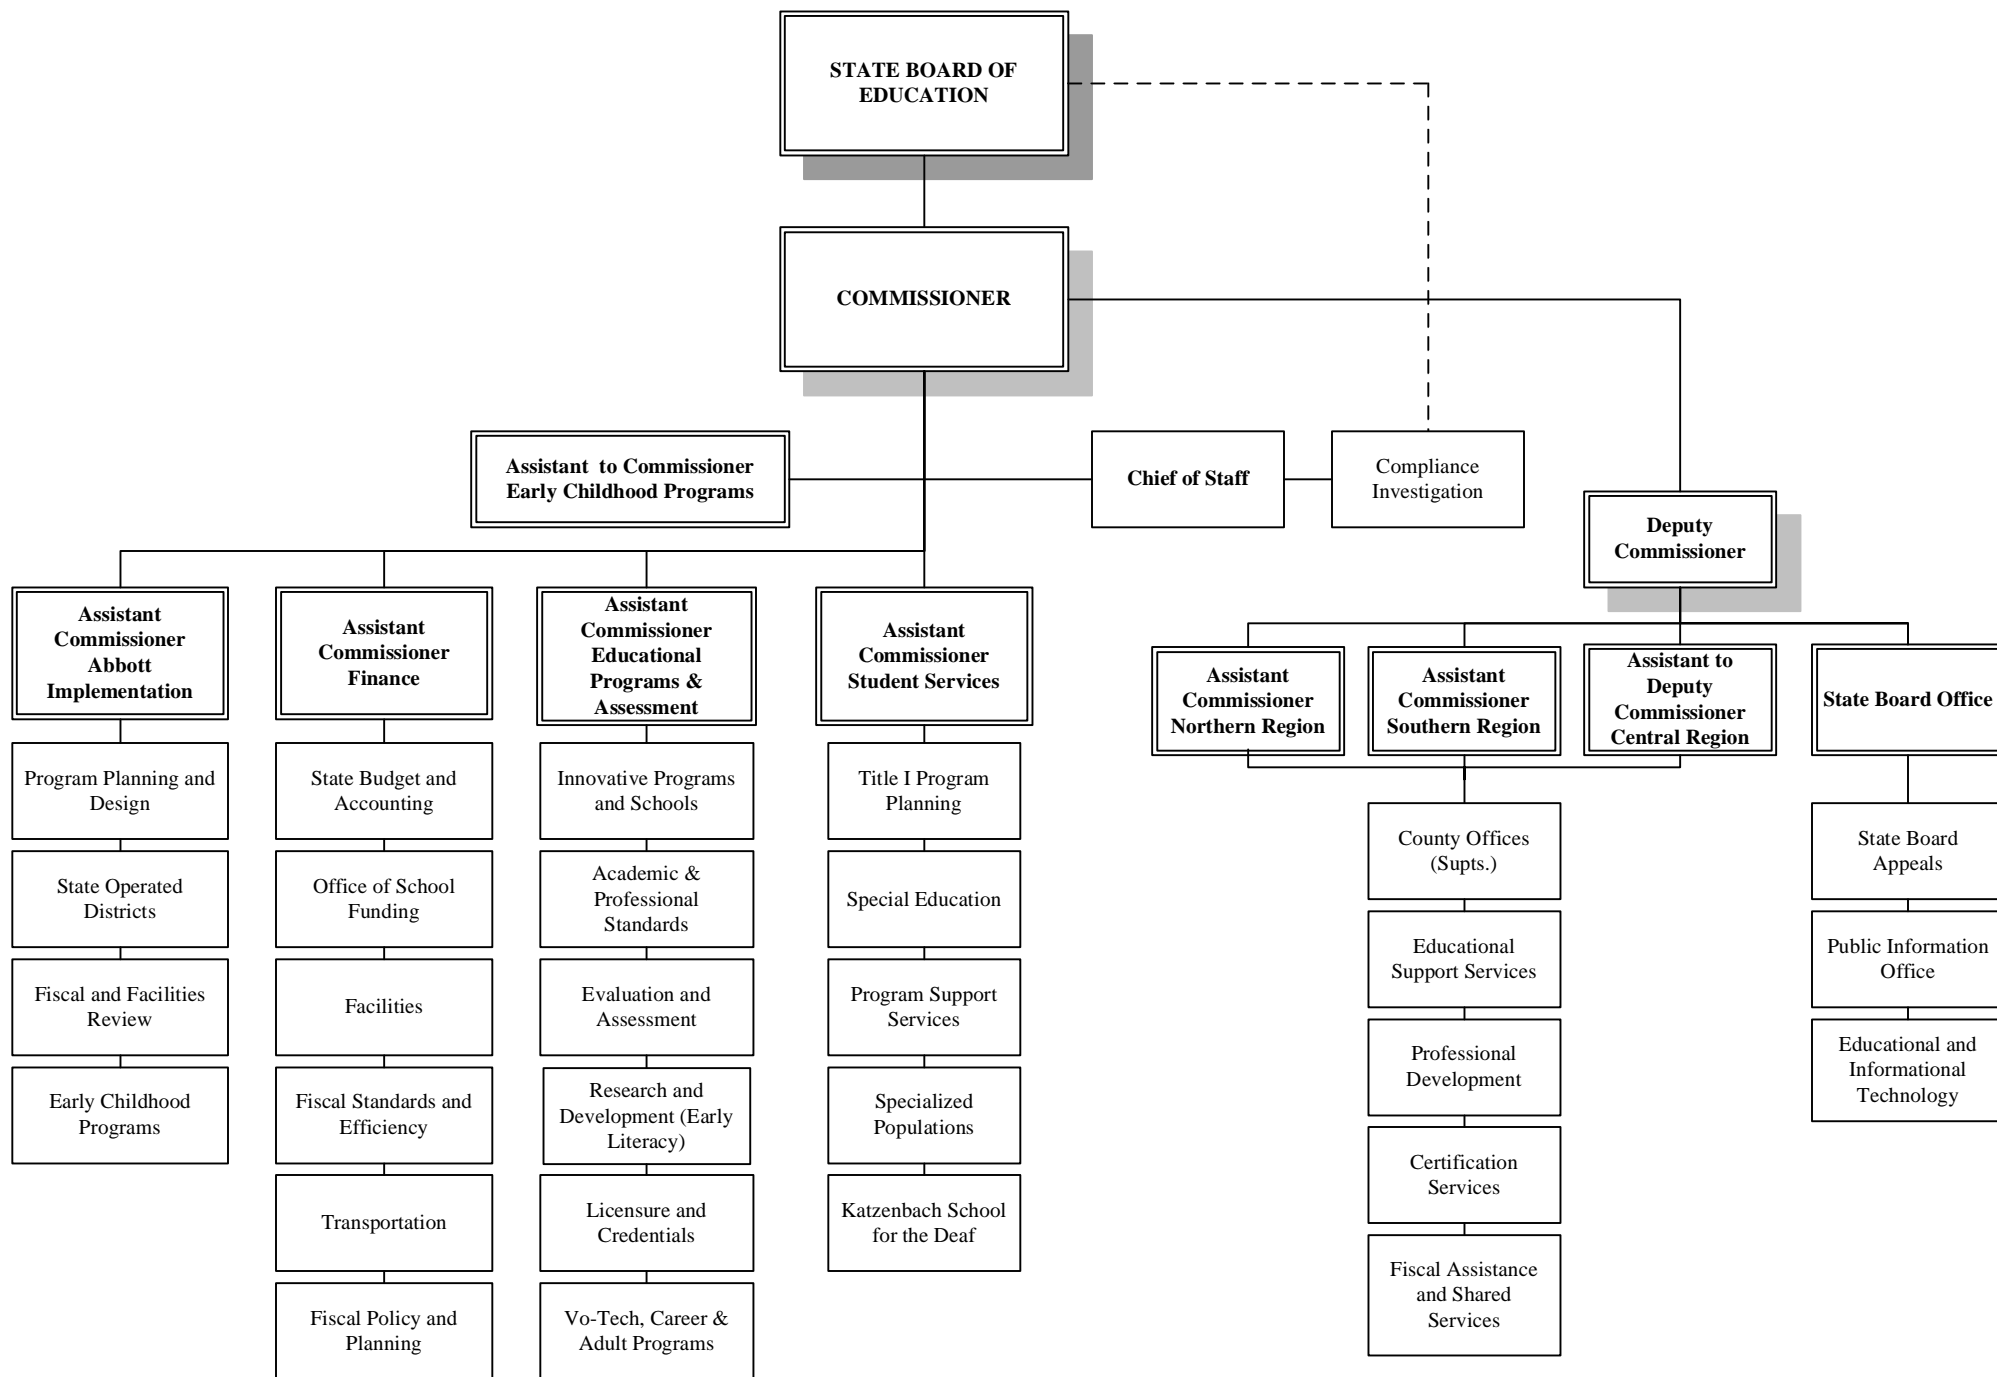 STATE BOARD OF
EDUCATION
COMMISSIONER
Assistant to Commissioner
Early Childhood Programs
Chief of Staff
Compliance
Investigation
Deputy
Commissioner
Assistant
Commissioner
Abbott
Implementation
Assistant
Commissioner
Finance
Assistant
Commissioner
Educational
Programs &
Assessment
Assistant
Commissioner
Student Services
Assistant
Commissioner
Northern Region
Assistant
Commissioner
Southern Region
Assistant to
Deputy
Commissioner
Central Region
State Board Office
Program Planning and
Design
State Operated
Districts
Fiscal and Facilities
Review
Early Childhood
Programs
State Budget and
Accounting
Office of School
Funding
Facilities
Fiscal Standards and
Efficiency
Transportation
Fiscal Policy and
Planning
Innovative Programs
and Schools
Academic &
Professional
Standards
Evaluation and
Assessment
Research and
Development (Early
Literacy)
Licensure and
Credentials
Vo-Tech, Career &
Adult Programs
Title I Program
Planning
Special Education
Program Support
Services
Specialized
Populations
Katzenbach School
for the Deaf
County Offices
(Supts.)
Educational
Support Services
Professional
Development
Certification
Services
Fiscal Assistance
and Shared
Services
State Board
Appeals
Public Information
Office
Educational and
Informational
Technology